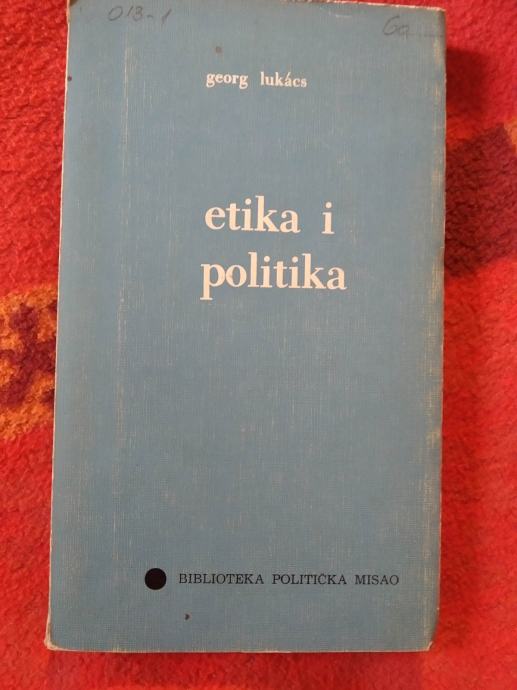 013-1
georg lukács
etika i
politika
BIBLIOTEKA POLITIČKA MISAO